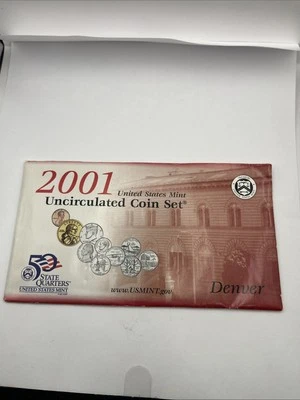 2001
United States Mint
Uncirculated Coin Set®
50
STATE
QUARTERS
UNITED STATES MINT
www.USMINT.gov
Denver